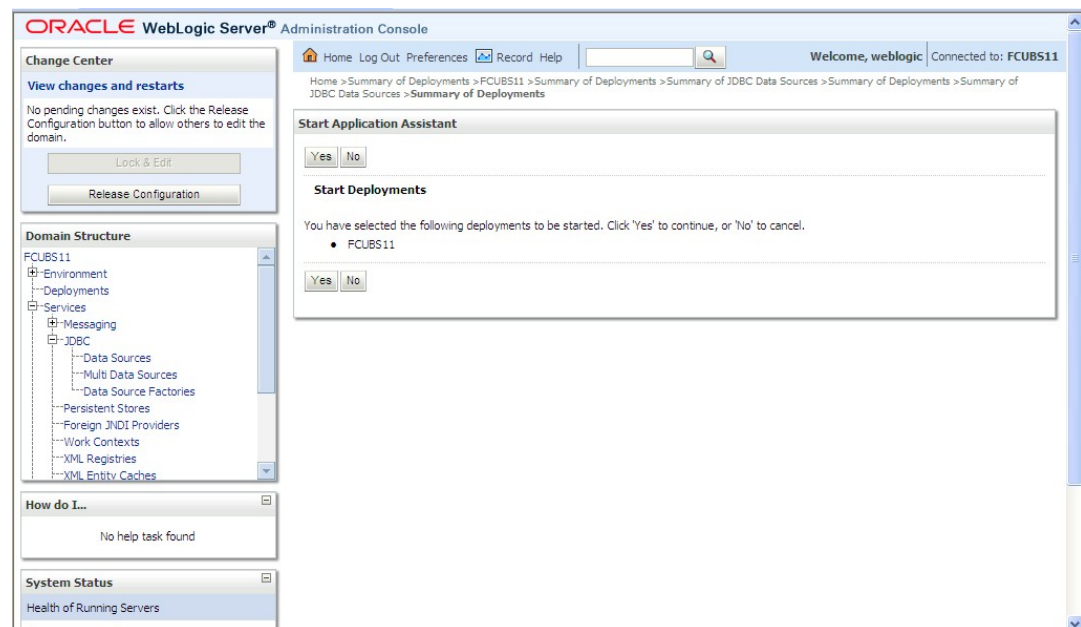 ORACLE WebLogic Server® Administration Console
Change Center
View changes and restarts
No pending changes exist. Click the Release
Configuration button to allow others to edit the
domain.
Lock & Edit
Release Configuration
Domain Structure
FCUBS11
Environment
Deployments
Services
Messaging
JDBC
Data Sources
Multi Data Sources
Data Source Factories
Persistent Stores
Foreign JNDI Providers
Work Contexts
XML Registries
XML Entity Caches
How do I...
No help task found
System Status
Health of Running Servers
Home Log Out Preferences Record Help
Welcome, weblogic Connected to: FCUBS11
Home >Summary of Deployments >FCUBS11 >Summary of Deployments >Summary of JDBC Data Sources >Summary of Deployments >Summary of
JDBC Data Sources >Summary of Deployments
Start Application Assistant
Yes No
Start Deployments
You have selected the following deployments to be started. Click 'Yes' to continue, or 'No' to cancel.
• FCUBS11
Yes No